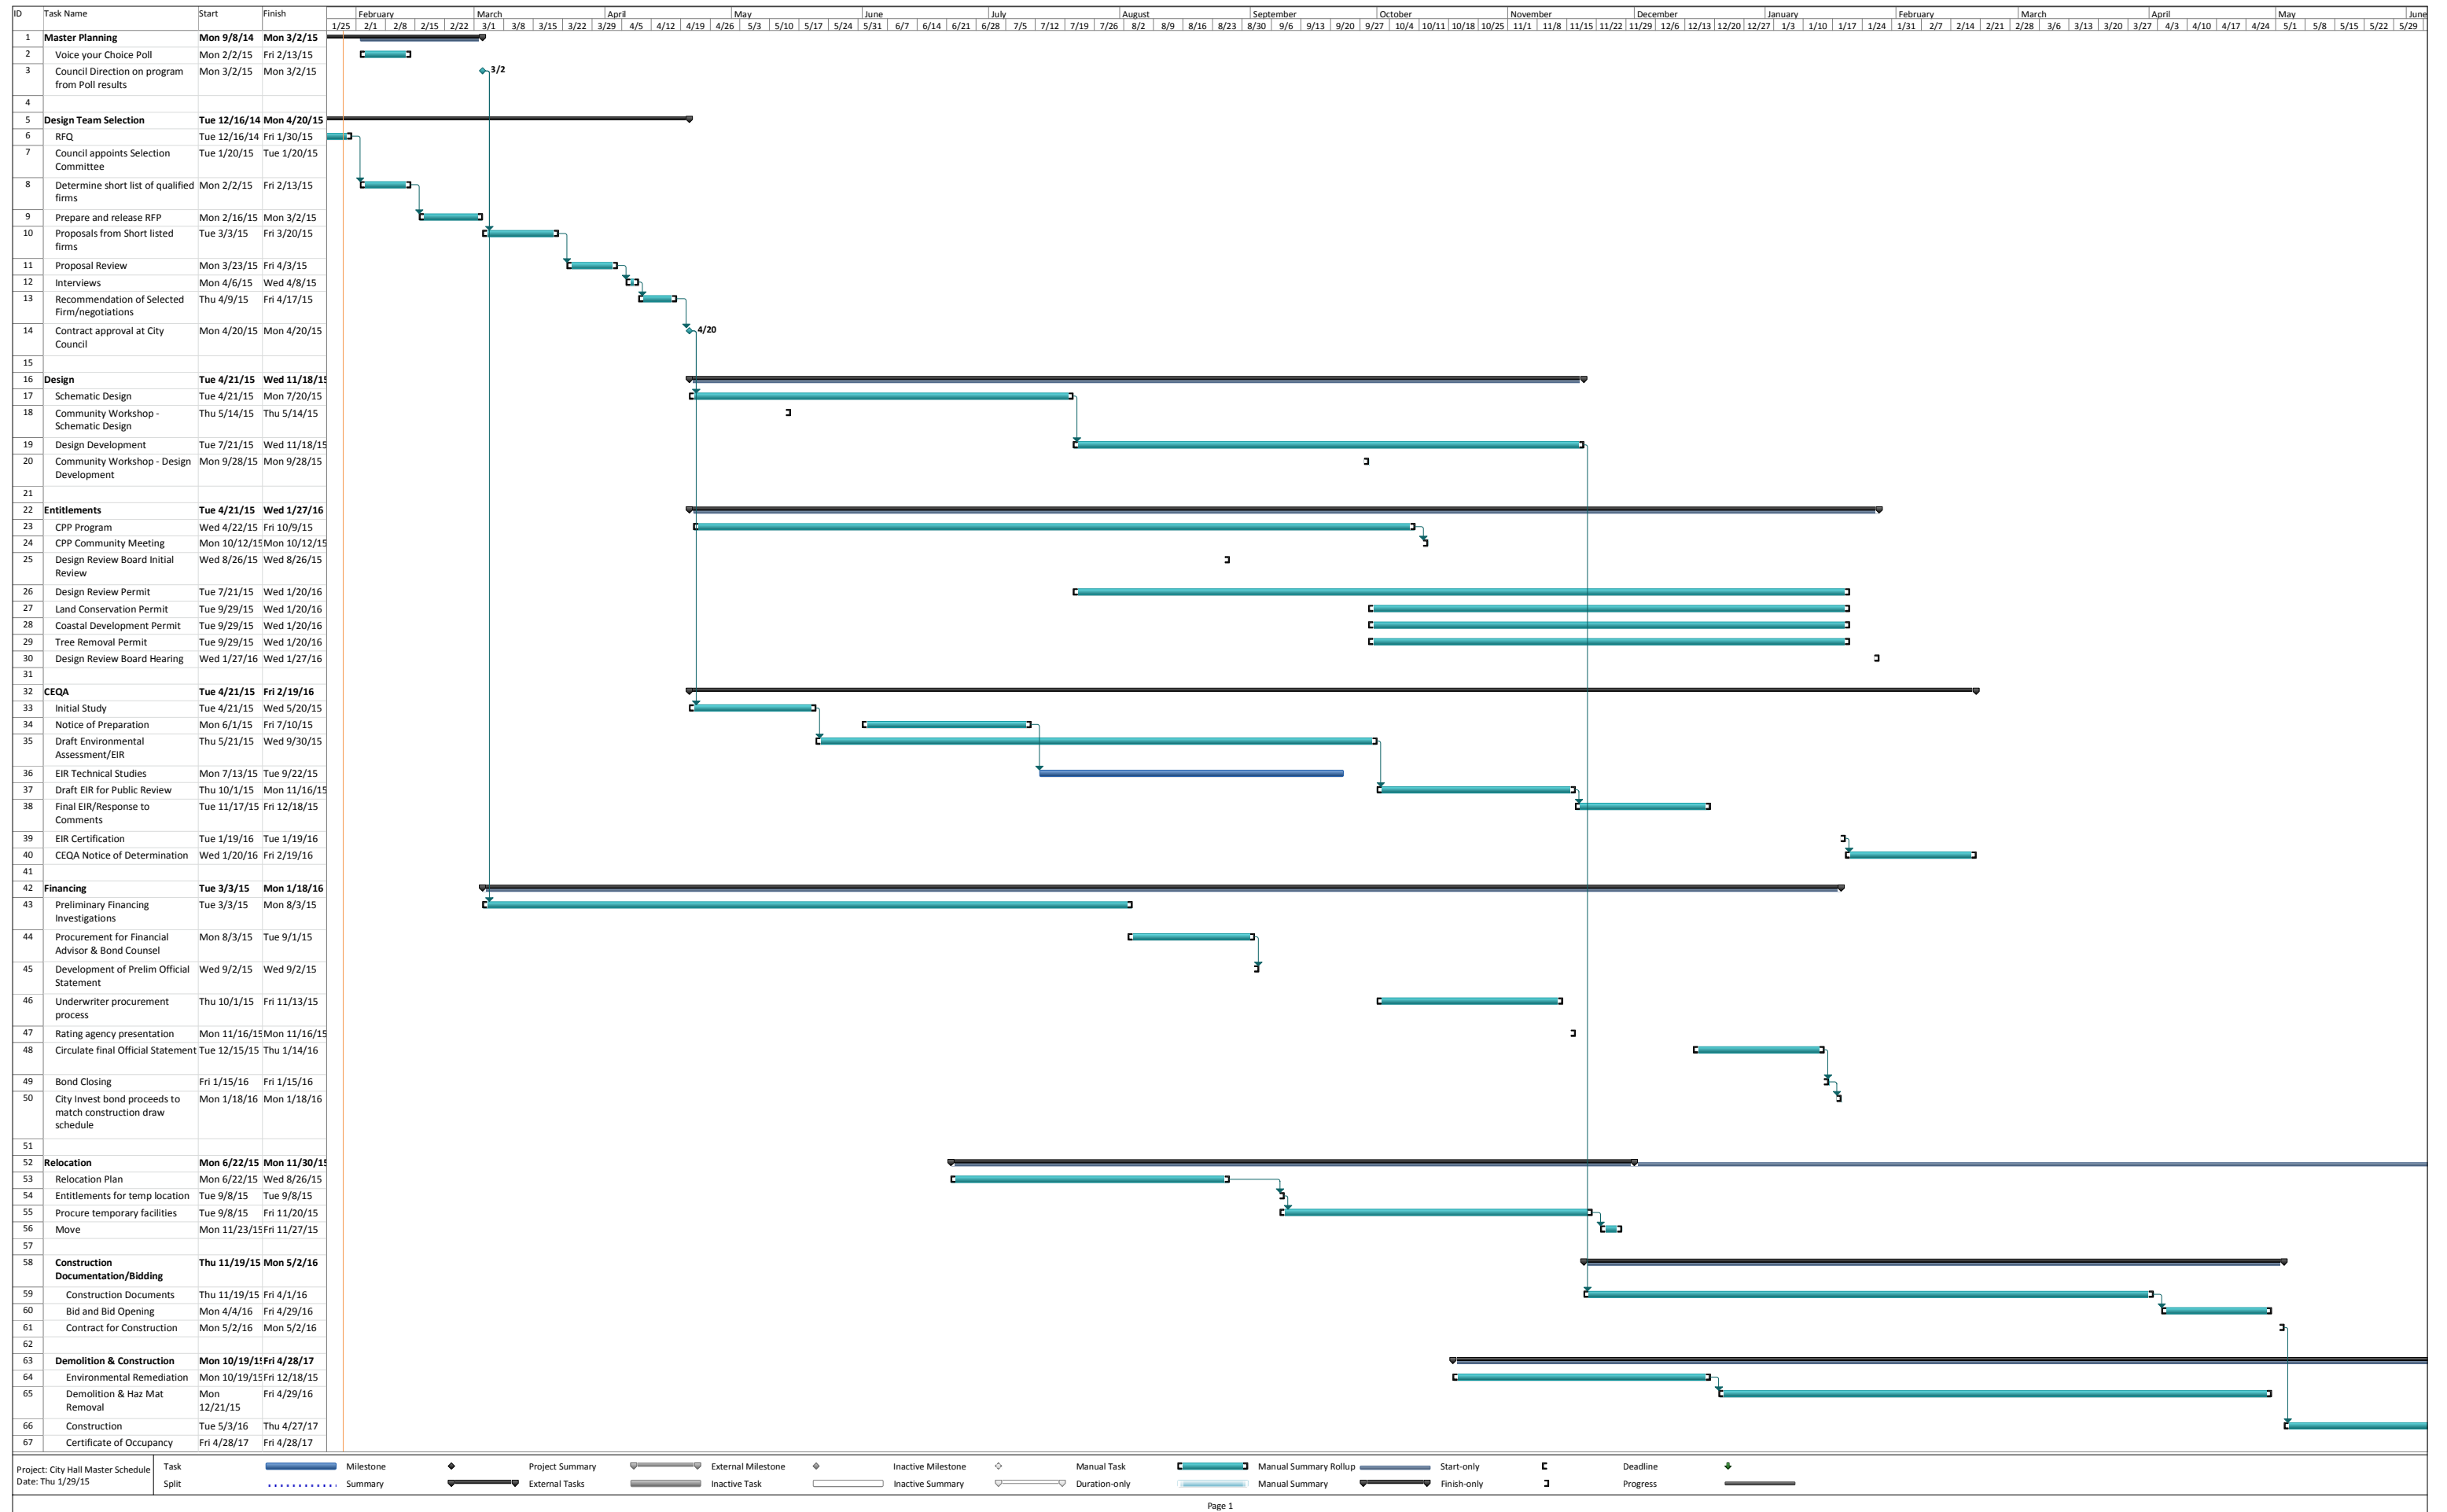 ID Task Name Start Finish
February March April May June July August September October November December January February March April May June
1/25 2/1 2/8 2/15 2/22 3/1 3/8 3/15 3/22 3/29 4/5 4/12 4/19 4/26 5/3 5/10 5/17 5/24 5/31 6/7 6/14 6/21 6/28 7/5 7/12 7/19 7/26 8/2 8/9 8/16 8/23 8/30 9/6 9/13 9/20 9/27 10/4 10/11 10/18 10/25 11/1 11/8 11/15 11/22 11/29 12/6 12/13 12/20 12/27 1/3 1/10 1/17 1/24 1/31 2/7 2/14 2/21 2/28 3/6 3/13 3/20 3/27 4/3 4/10 4/17 4/24 5/1 5/8 5/15 5/22 5/29
1 Master Planning Mon 9/8/14 Mon 3/2/15
2 Voice your Choice Poll Mon 2/2/15 Fri 2/13/15
3 Council Direction on program Mon 3/2/15 Mon 3/2/15 3/2
from Poll results
4
5 Design Team Selection Tue 12/16/14 Mon 4/20/15
6 RFQ Tue 12/16/14 Fri 1/30/15
7 Council appoints Selection Tue 1/20/15 Tue 1/20/15
Committee
8 Determine short list of qualified Mon 2/2/15 Fri 2/13/15
firms
9 Prepare and release RFP Mon 2/16/15 Mon 3/2/15
10 Proposals from Short listed Tue 3/3/15 Fri 3/20/15
firms
11 Proposal Review Mon 3/23/15 Fri 4/3/15
12 Interviews Mon 4/6/15 Wed 4/8/15
13 Recommendation of Selected Thu 4/9/15 Fri 4/17/15
Firm/negotiations
14 Contract approval at City Mon 4/20/15 Mon 4/20/15 4/20
Council
15
16 Design Tue 4/21/15 Wed 11/18/15
17 Schematic Design Tue 4/21/15 Mon 7/20/15
18 Community Workshop - Thu 5/14/15 Thu 5/14/15
Schematic Design
19 Design Development Tue 7/21/15 Wed 11/18/15
20 Community Workshop - Design Mon 9/28/15 Mon 9/28/15
Development
21
22 Entitlements Tue 4/21/15 Wed 1/27/16
23 CPP Program Wed 4/22/15 Fri 10/9/15
24 CPP Community Meeting Mon 10/12/15 Mon 10/12/15
25 Design Review Board Initial Wed 8/26/15 Wed 8/26/15
Review
26 Design Review Permit Tue 7/21/15 Wed 1/20/16
27 Land Conservation Permit Tue 9/29/15 Wed 1/20/16
28 Coastal Development Permit Tue 9/29/15 Wed 1/20/16
29 Tree Removal Permit Tue 9/29/15 Wed 1/20/16
30 Design Review Board Hearing Wed 1/27/16 Wed 1/27/16
31
32 CEQA Tue 4/21/15 Fri 2/19/16
33 Initial Study Tue 4/21/15 Wed 5/20/15
34 Notice of Preparation Mon 6/1/15 Fri 7/10/15
35 Draft Environmental Thu 5/21/15 Wed 9/30/15
Assessment/EIR
36 EIR Technical Studies Mon 7/13/15 Tue 9/22/15
37 Draft EIR for Public Review Thu 10/1/15 Mon 11/16/15
38 Final EIR/Response to Tue 11/17/15 Fri 12/18/15
Comments
39 EIR Certification Tue 1/19/16 Tue 1/19/16
40 CEQA Notice of Determination Wed 1/20/16 Fri 2/19/16
41
42 Financing Tue 3/3/15 Mon 1/18/16
43 Preliminary Financing Tue 3/3/15 Mon 8/3/15
Investigations
44 Procurement for Financial Mon 8/3/15 Tue 9/1/15
Advisor & Bond Counsel
45 Development of Prelim Official Wed 9/2/15 Wed 9/2/15
Statement
46 Underwriter procurement Thu 10/1/15 Fri 11/13/15
process
47 Rating agency presentation Mon 11/16/15 Mon 11/16/15
48 Circulate final Official Statement Tue 12/15/15 Thu 1/14/16
49 Bond Closing Fri 1/15/16 Fri 1/15/16
50 City Invest bond proceeds to Mon 1/18/16 Mon 1/18/16
match construction draw
schedule
51
52 Relocation Mon 6/22/15 Mon 11/30/15
53 Relocation Plan Mon 6/22/15 Wed 8/26/15
54 Entitlements for temp location Tue 9/8/15 Tue 9/8/15
55 Procure temporary facilities Tue 9/8/15 Fri 11/20/15
56 Move Mon 11/23/15 Fri 11/27/15
57
58 Construction Thu 11/19/15 Mon 5/2/16
Documentation/Bidding
59 Construction Documents Thu 11/19/15 Fri 4/1/16
60 Bid and Bid Opening Mon 4/4/16 Fri 4/29/16
61 Contract for Construction Mon 5/2/16 Mon 5/2/16
62
63 Demolition & Construction Mon 10/19/15 Fri 4/28/17
64 Environmental Remediation Mon 10/19/15 Fri 12/18/15
65 Demolition & Haz Mat Mon Fri 4/29/16
Removal 12/21/15
66 Construction Tue 5/3/16 Thu 4/27/17
67 Certificate of Occupancy Fri 4/28/17 Fri 4/28/17
Project: City Hall Master Schedule
Date: Thu 1/29/15
Task Milestone Project Summary External Milestone Inactive Milestone Manual Task Manual Summary Rollup Start-only Deadline
Split Summary External Tasks Inactive Task Inactive Summary Duration-only Manual Summary Finish-only Progress
Page 1